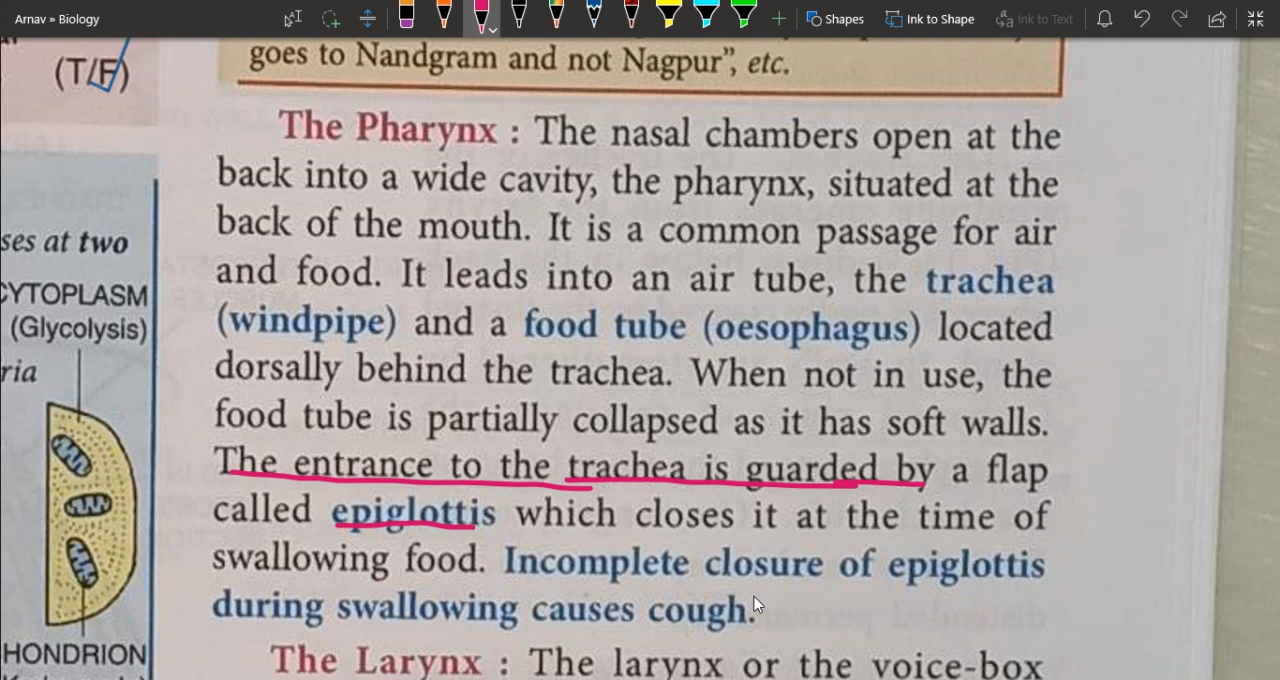 Arnav » Biology
Shapes
Ink to Shape
Ink to Text
(T/F)
goes to Nandgram and not Nagpur”, etc.
The Pharynx : The nasal chambers open at the
back into a wide cavity, the pharynx, situated at the
back of the mouth. It is a common passage for air
and food. It leads into an air tube, the trachea
(windpipe) and a food tube (oesophagus) located
dorsally behind the trachea. When not in use, the
food tube is partially collapsed as it has soft walls.
The entrance to the trachea is guarded by a flap
called epiglottis which closes it at the time of
swallowing food. Incomplete closure of epiglottis
during swallowing causes cough.
The Larynx : The larynx or the voice-box
ses at two
CYTOPLASM
(Glycolysis)
ria
HONDRION